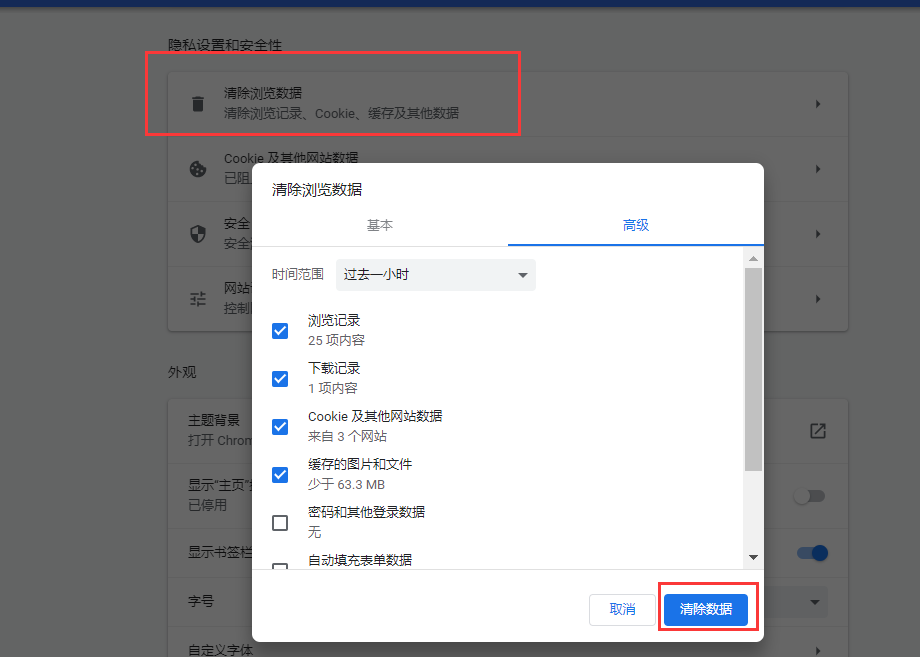 隐私设置和安全性
清除浏览数据
清除浏览记录、Cookie、缓存及其他数据
Cookie 及其他网站数据
已阻
安全
安全
网站
控制
清除浏览数据
基本
高级
时间范围
过去一小时
浏览记录
25 项内容
下载记录
1 项内容
Cookie 及其他网站数据
来自 3 个网站
缓存的图片和文件
少于 63.3 MB
密码和其他登录数据
无
自动填充表单数据
取消
清除数据
外观
主题背景
打开 Chrom
显示“主页”
已停用
显示书签栏
字号
自定义字体